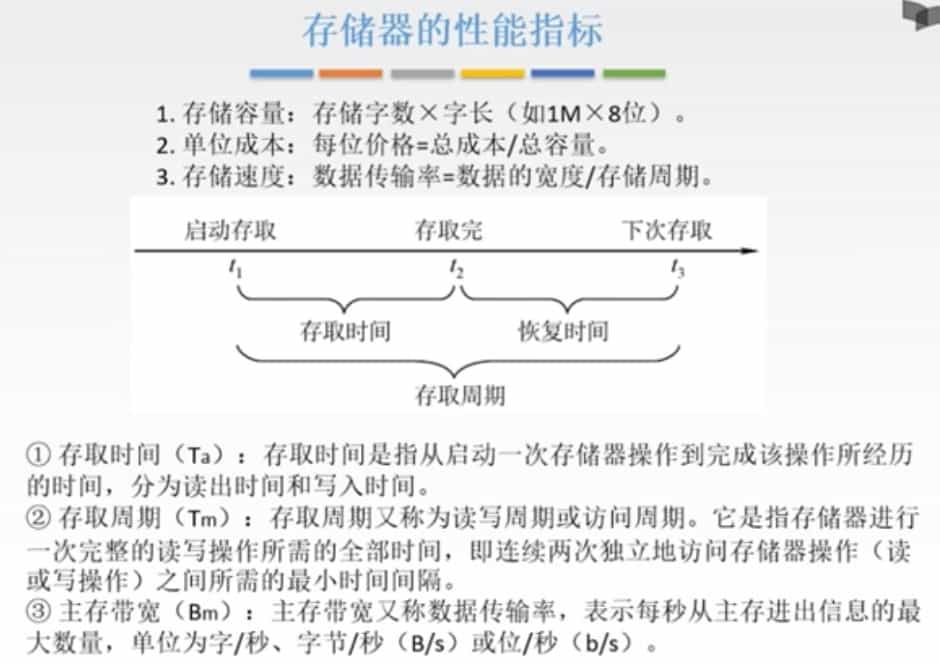 存储器的性能指标
1. 存储容量：存储字数×字长（如1M×8位）。
2. 单位成本：每位价格=总成本/总容量。
3. 存储速度：数据传输率=数据的宽度/存储周期。
启动存取 存取完 下次存取
t1 t2 t3
存取时间 恢复时间
存取周期
① 存取时间（Ta）：存取时间是指从启动一次存储器操作到完成该操作所经历
的时间，分为读出时间和写入时间。
② 存取周期（Tm）：存取周期又称为读写周期或访问周期。它是指存储器进行
一次完整的读写操作所需的全部时间，即连续两次独立地访问存储器操作（读
或写操作）之间所需的最小时间间隔。
③ 主存带宽（Bm）：主存带宽又称数据传输率，表示每秒从主存进出信息的最
大数量，单位为字/秒、字节/秒（B/s）或位/秒（b/s）。